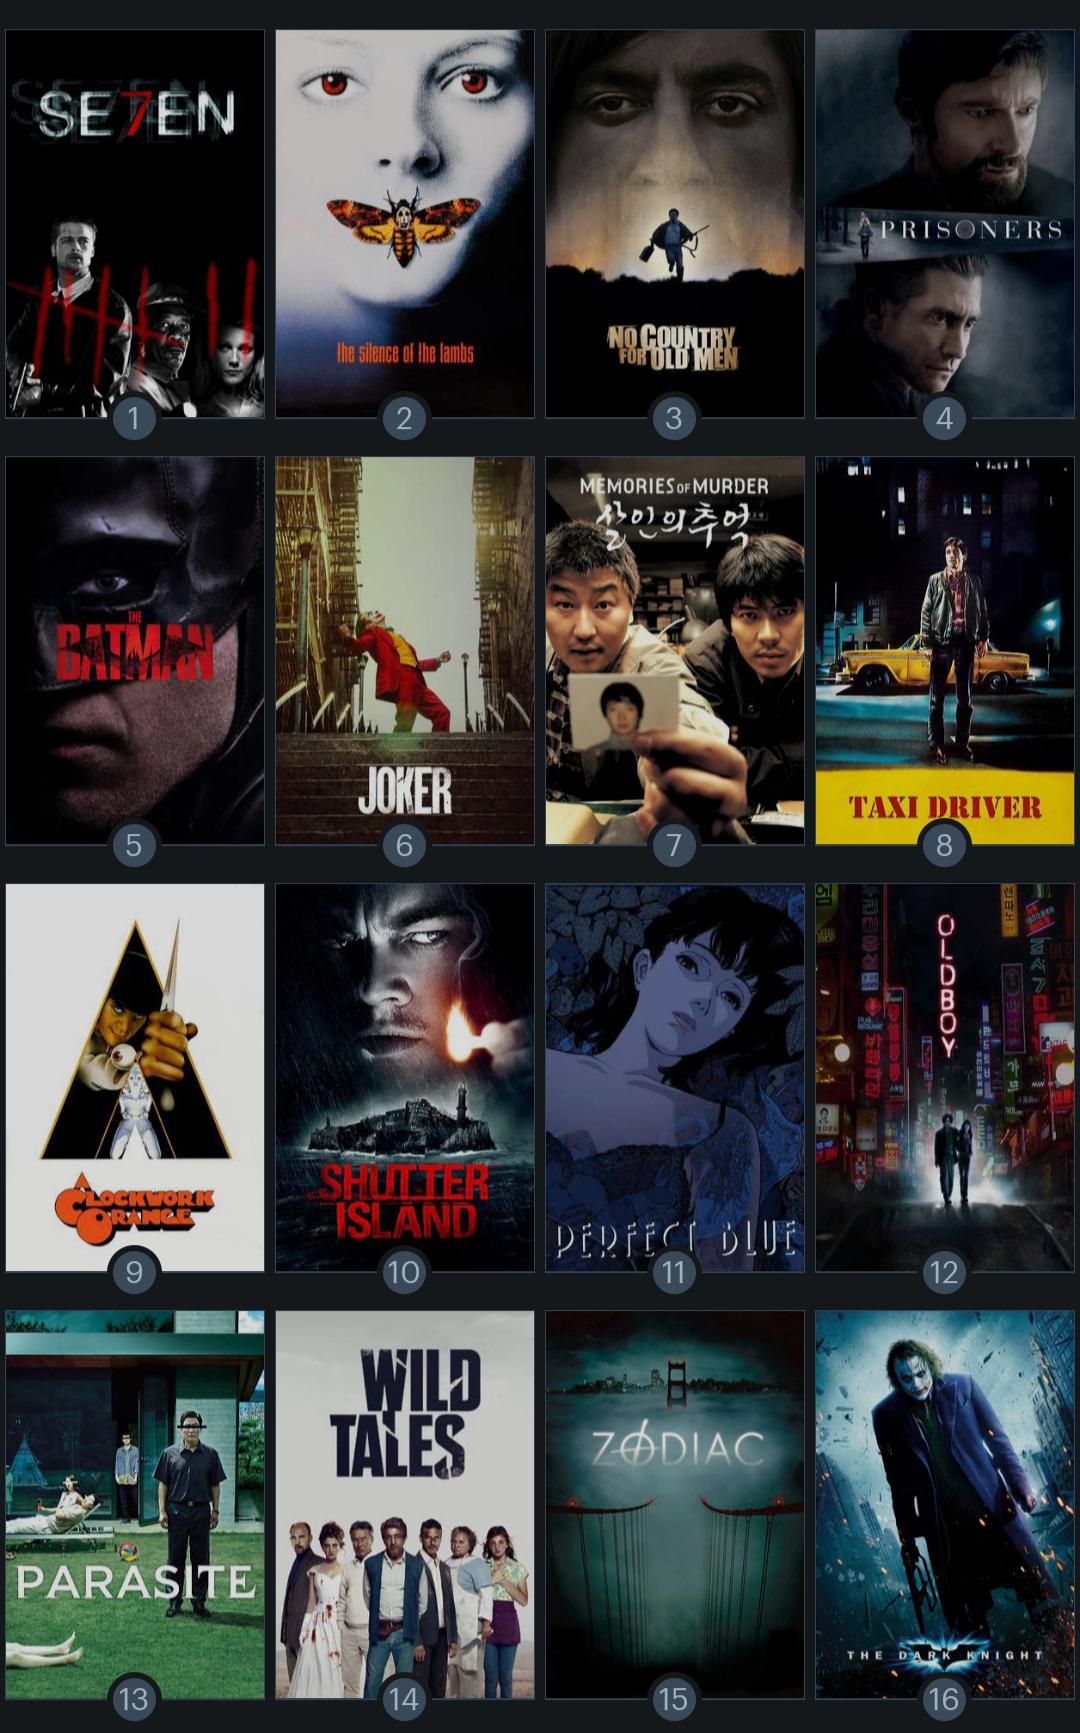 SE7EN
the silence of the lambs
NO COUNTRY
FOR OLD MEN
PRISONERS
1
2
3
4
THE
BATMAN
JOKER
MEMORIES OF MURDER
살인의추억
TAXI DRIVER
5
6
7
8
A
CLOCKWORK
ORANGE
SHUTTER
ISLAND
PERFECT BLUE
OLDBOY
9
10
11
12
PARASITE
WILD
TALES
ZODIAC
THE DARK KNIGHT
13
14
15
16